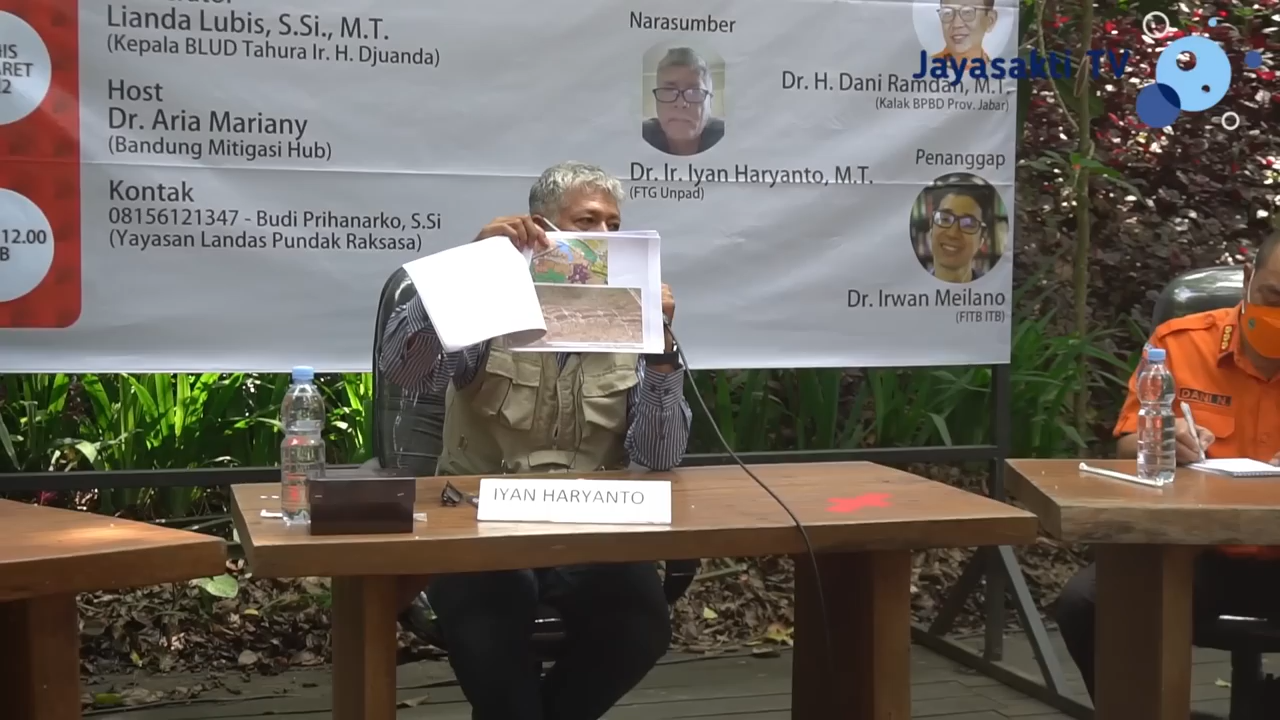 Lianda Lubis, S.Si., M.T.
(Kepala BLUD Tahura Ir. H. Djuanda)
Host
Dr. Aria Mariany
(Bandung Mitigasi Hub)
Kontak
08156121347 - Budi Prihanarko, S.Si
(Yayasan Landas Pundak Raksasa)
12.00
Narasumber
Dr. Ir. Iyan Haryanto, M.T.
(FTG Unpad)
Jayasakti TV
Dr. H. Dani Ramdan, M.T.
(Kalak BPBD Prov. Jabar)
Penanggap
Dr. Irwan Meilano
(FITB ITB)
IYAN HARYANTO
DANI N.